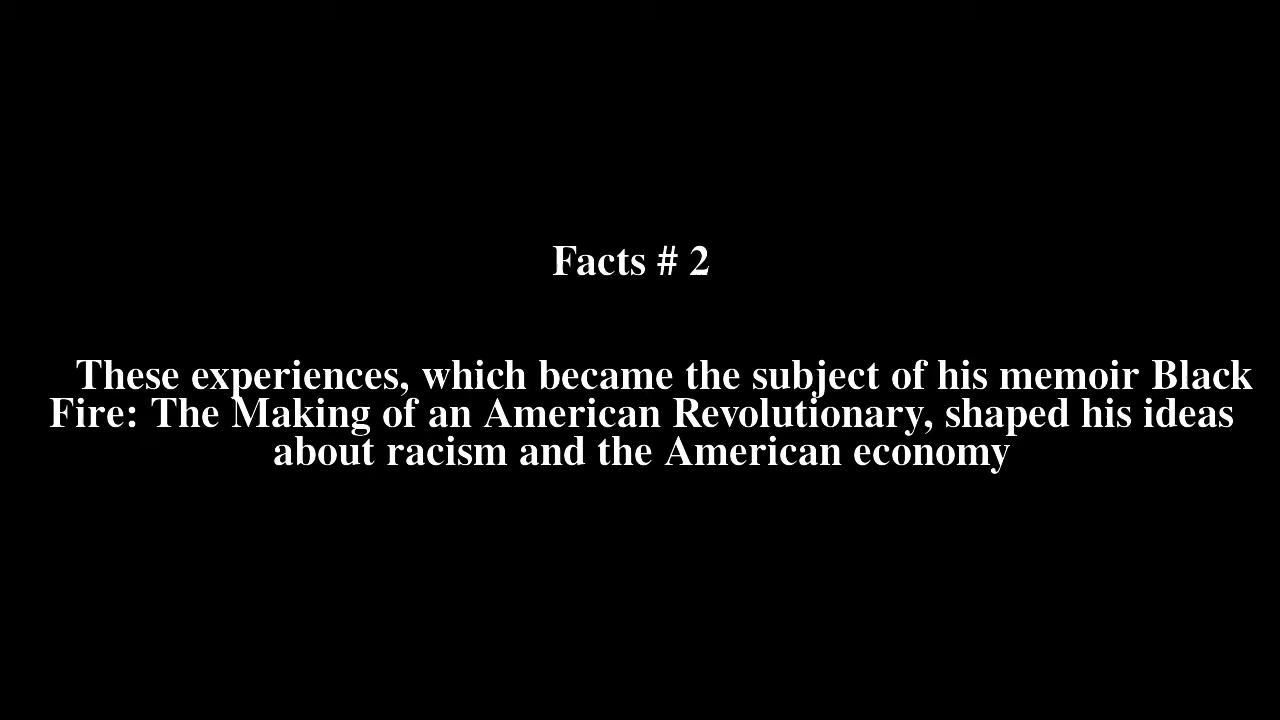 Facts # 2
These experiences, which became the subject of his memoir Black
Fire: The Making of an American Revolutionary, shaped his ideas
about racism and the American economy